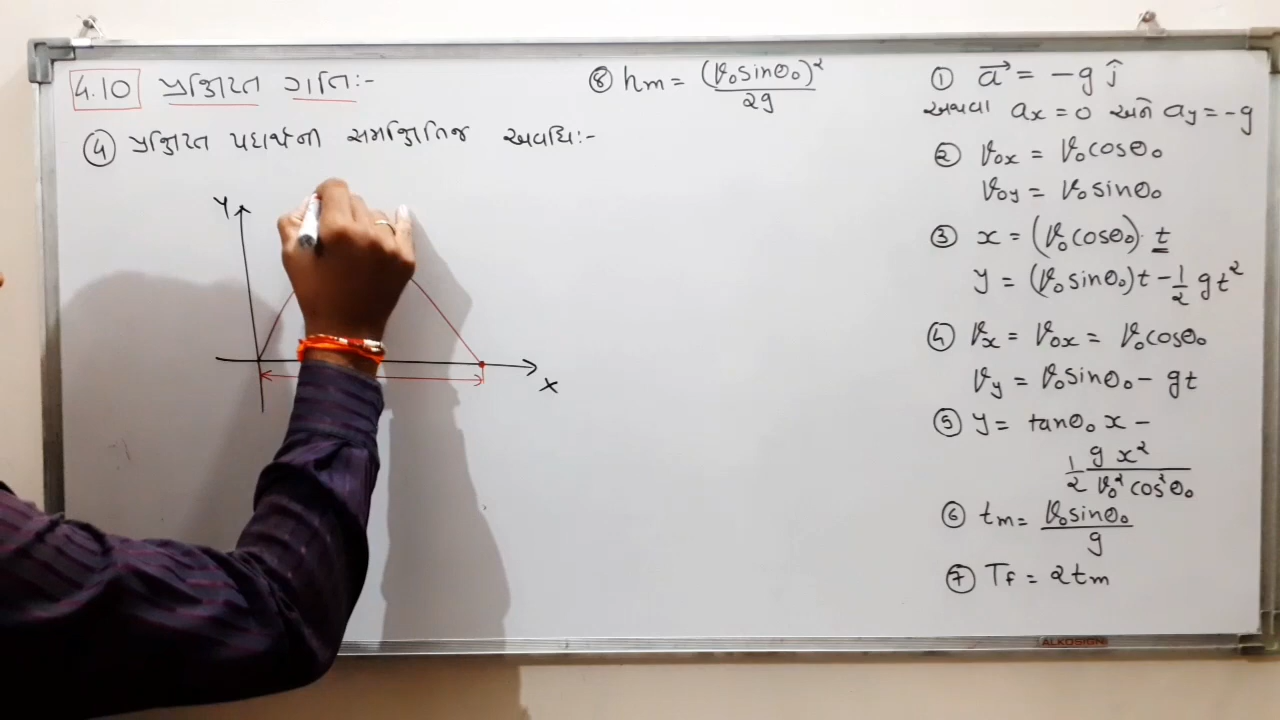 4.10 પ્રક્ષિપ્ત ગતિ:-
④ પ્રક્ષિપ્ત પદાર્થની સમક્ષિતિજ અવધિ:-
Y
X
⑧ hm = (v₀sinθ₀)² / 2g
① a⃗ = -g ĵ
અથવા ax = 0 અને ay = -g
② v₀x = v₀cosθ₀
v₀y = v₀sinθ₀
③ x = (v₀cosθ₀)·t
y = (v₀sinθ₀)t - 1/2 gt²
④ vx = v₀x = v₀cosθ₀
vy = v₀sinθ₀ - gt
⑤ y = tanθ₀ x -
1/2 g x² / v₀² cos²θ₀
⑥ tm = v₀sinθ₀ / g
⑦ Tf = 2tm
ALKOSIGN